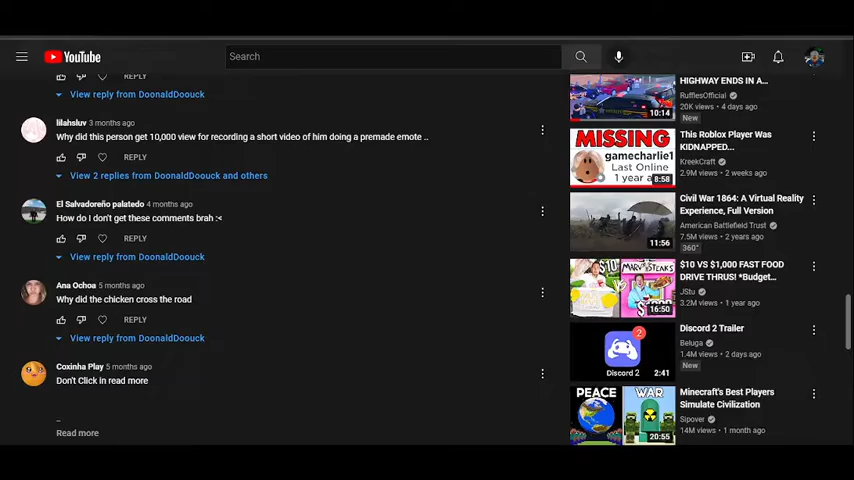 YouTube
Search
REPLY
View reply from DoonaldDoouck
lilahsluv 3 months ago
Why did this person get 10,000 view for recording a short video of him doing a premade emote ..
REPLY
View 2 replies from DoonaldDoouck and others
El Salvadoreño palatedo 4 months ago
How do I don't get these comments brah :<
REPLY
View reply from DoonaldDoouck
Ana Ochoa 5 months ago
Why did the chicken cross the road
REPLY
View reply from DoonaldDoouck
Coxinha Play 5 months ago
Don't Click in read more
..
Read more
10:14
HIGHWAY ENDS IN A...
RufflesOfficial
20K views • 4 days ago
New
MISSING
gamecharlie1
Last Online
1 year a
8:58
This Roblox Player Was
KIDNAPPED...
KreekCraft
2.9M views • 2 weeks ago
11:56
Civil War 1864: A Virtual Reality
Experience, Full Version
American Battlefield Trust
7.5M views • 2 years ago
360°
$10
16:50
$10 VS $1,000 FAST FOOD
DRIVE THRUS! *Budget...
JStu
3.2M views • 1 year ago
2
Discord 2
2:41
Discord 2 Trailer
Beluga
1.4M views • 2 days ago
New
PEACE
WAR
20:55
Minecraft's Best Players
Simulate Civilization
Sipover
14M views • 1 month ago